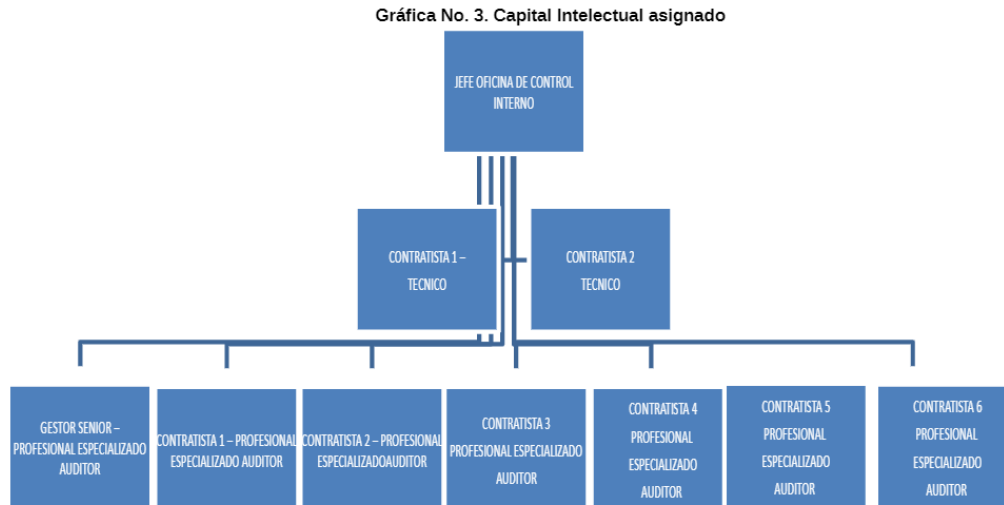 Gráfica No. 3. Capital Intelectual asignado
JEFE OFICINA DE CONTROL
INTERNO
CONTRATISTA 1 –
TECNICO
CONTRATISTA 2
TECNICO
GESTOR SENIOR –
PROFESIONAL ESPECIALIZADO
AUDITOR
CONTRATISTA 1 – PROFESIONAL
ESPECIALIZADO AUDITOR
CONTRATISTA 2 – PROFESIONAL
ESPECIALIZADOAUDITOR
CONTRATISTA 3
PROFESIONAL ESPECIALIZADO
AUDITOR
CONTRATISTA 4
PROFESIONAL
ESPECIALIZADO
AUDITOR
CONTRATISTA 5
PROFESIONAL
ESPECIALIZADO
AUDITOR
CONTRATISTA 6
PROFESIONAL
ESPECIALIZADO
AUDITOR